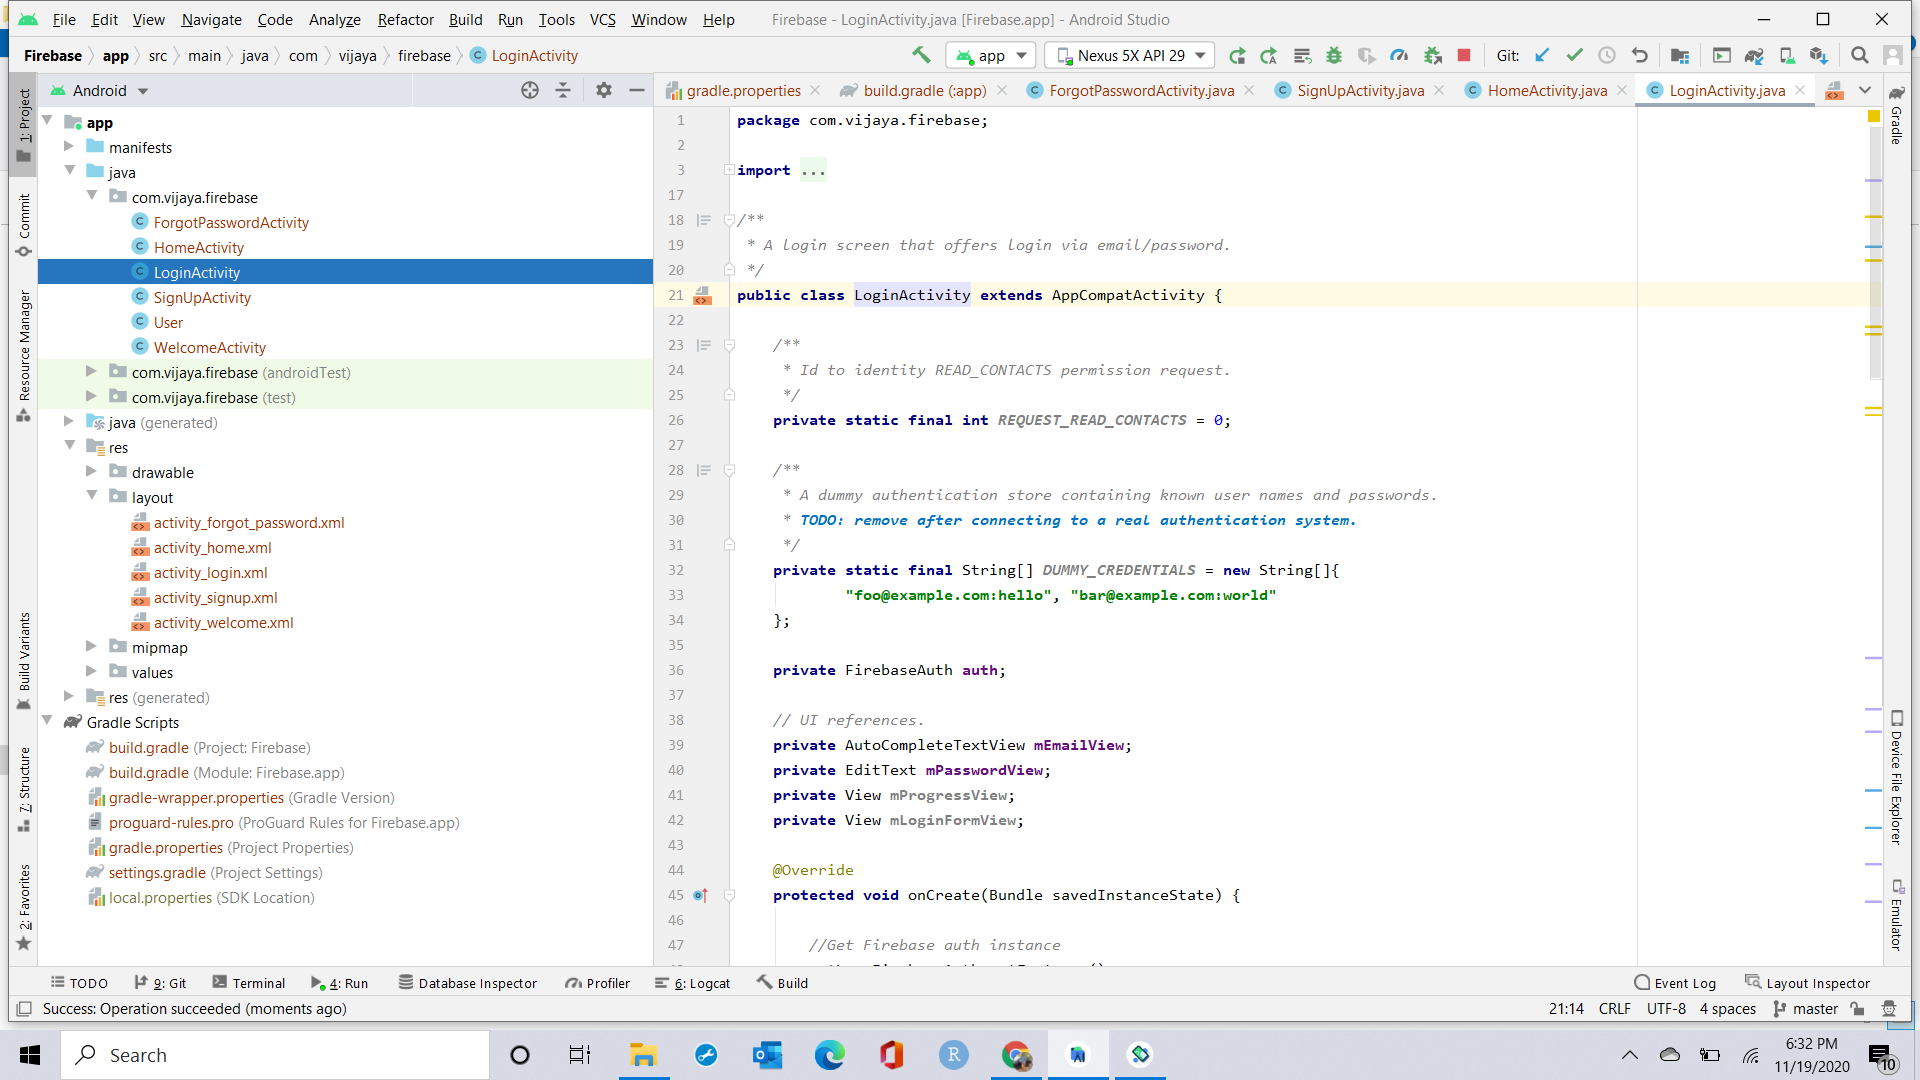 File Edit View Navigate Code Analyze Refactor Build Run Tools VCS Window Help Firebase - LoginActivity.java [Firebase.app] - Android Studio
Firebase app src main java com vijaya firebase LoginActivity app Nexus 5X API 29 Git:
Android
gradle.properties build.gradle (:app) ForgotPasswordActivity.java SignUpActivity.java HomeActivity.java LoginActivity.java
1: Project
Commit
Resource Manager
Build Variants
7: Structure
2: Favorites
app
manifests
java
com.vijaya.firebase
ForgotPasswordActivity
HomeActivity
LoginActivity
SignUpActivity
User
WelcomeActivity
com.vijaya.firebase (androidTest)
com.vijaya.firebase (test)
java (generated)
res
drawable
layout
activity_forgot_password.xml
activity_home.xml
activity_login.xml
activity_signup.xml
activity_welcome.xml
mipmap
values
res (generated)
Gradle Scripts
build.gradle (Project: Firebase)
build.gradle (Module: Firebase.app)
gradle-wrapper.properties (Gradle Version)
proguard-rules.pro (ProGuard Rules for Firebase.app)
gradle.properties (Project Properties)
settings.gradle (Project Settings)
local.properties (SDK Location)
1 package com.vijaya.firebase;
2
3 import ...
17
18 /**
19 * A login screen that offers login via email/password.
20 */
21 public class LoginActivity extends AppCompatActivity {
22
23 /**
24 * Id to identity READ_CONTACTS permission request.
25 */
26 private static final int REQUEST_READ_CONTACTS = 0;
27
28 /**
29 * A dummy authentication store containing known user names and passwords.
30 * TODO: remove after connecting to a real authentication system.
31 */
32 private static final String[] DUMMY_CREDENTIALS = new String[]{
33 "foo@example.com:hello", "bar@example.com:world"
34 };
35
36 private FirebaseAuth auth;
37
38 // UI references.
39 private AutoCompleteTextView mEmailView;
40 private EditText mPasswordView;
41 private View mProgressView;
42 private View mLoginFormView;
43
44 @Override
45 protected void onCreate(Bundle savedInstanceState) {
46
47 //Get Firebase auth instance
Gradle
Device File Explorer
Emulator
TODO 9: Git Terminal 4: Run Database Inspector Profiler 6: Logcat Build Event Log Layout Inspector
Success: Operation succeeded (moments ago) 21:14 CRLF UTF-8 4 spaces master
Search
R
6:32 PM
11/19/2020
10